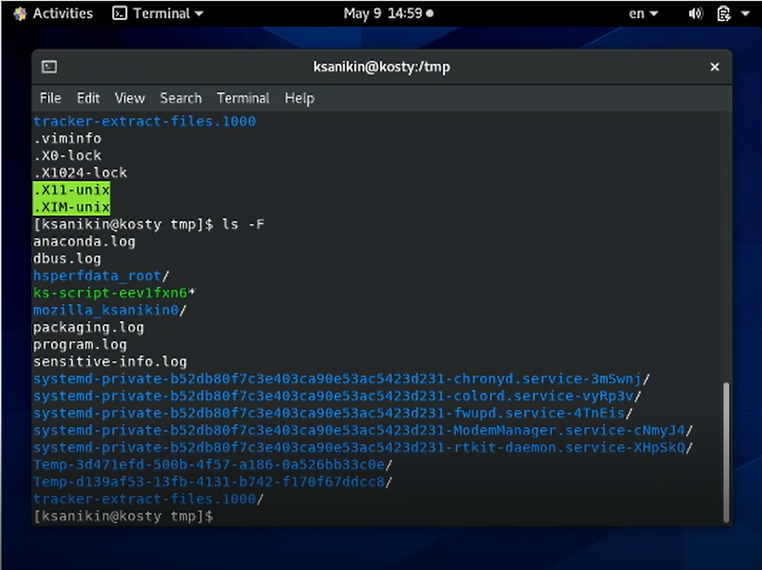 Activities Terminal May 9 14:59 en
ksanikin@kosty:/tmp
File Edit View Search Terminal Help
tracker-extract-files.1000
.viminfo
.X0-lock
.X1024-lock
.X11-unix
.XIM-unix
[ksanikin@kosty tmp]$ ls -F
anaconda.log
dbus.log
hsperfdata_root/
ks-script-eev1fxn6*
mozilla_ksanikin0/
packaging.log
program.log
sensitive-info.log
systemd-private-b52db80f7c3e403ca90e53ac5423d231-chronyd.service-3mSwnj/
systemd-private-b52db80f7c3e403ca90e53ac5423d231-colord.service-vyRp3v/
systemd-private-b52db80f7c3e403ca90e53ac5423d231-fwupd.service-4TnEis/
systemd-private-b52db80f7c3e403ca90e53ac5423d231-ModemManager.service-cNmyJ4/
systemd-private-b52db80f7c3e403ca90e53ac5423d231-rtkit-daemon.service-XHpSkQ/
Temp-3d471efd-500b-4f57-a186-0a526bb33c0e/
Temp-d139af53-13fb-4131-b742-f170f67ddcc8/
tracker-extract-files.1000/
[ksanikin@kosty tmp]$